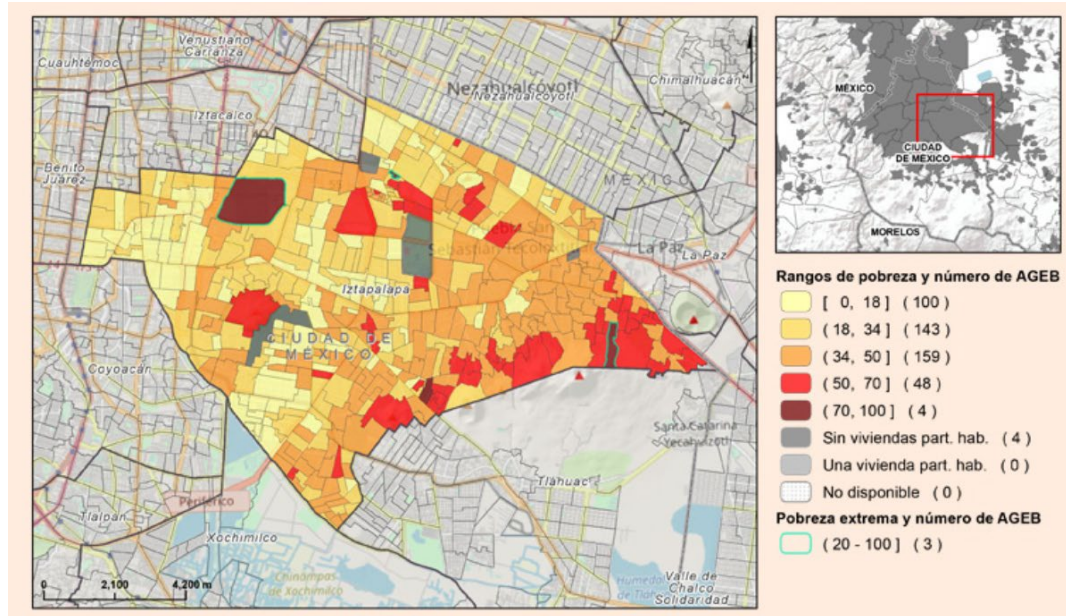 Venustiano
Carranza
Cuauhtemoc
Nezahualcoyotl
Nezahualcóyotl
Chimalhuacán
Iztacalco
Benito
Juárez
MÉXICO
La Paz
La Paz
Iztapalapa
CIUDAD DE
MÉXICO
Coyoacán
Santa Catarina
Yecahuizotl
Tláhuac
Periférico
Tlalpan
Xochimilco
Chinampas
de Xochimilco
Valle de
Chalco
Solidaridad
0 2,100 4,200 m
MÉXICO
CIUDAD
DE MÉXICO
MORELOS
Rangos de pobreza y número de AGEB
[ 0, 18] ( 100 )
(18, 34] ( 143 )
(34, 50] ( 159 )
(50, 70] ( 48 )
(70, 100] ( 4 )
Sin viviendas part. hab. ( 4 )
Una vivienda part. hab. ( 0 )
No disponible ( 0 )
Pobreza extrema y número de AGEB
(20 - 100] ( 3 )